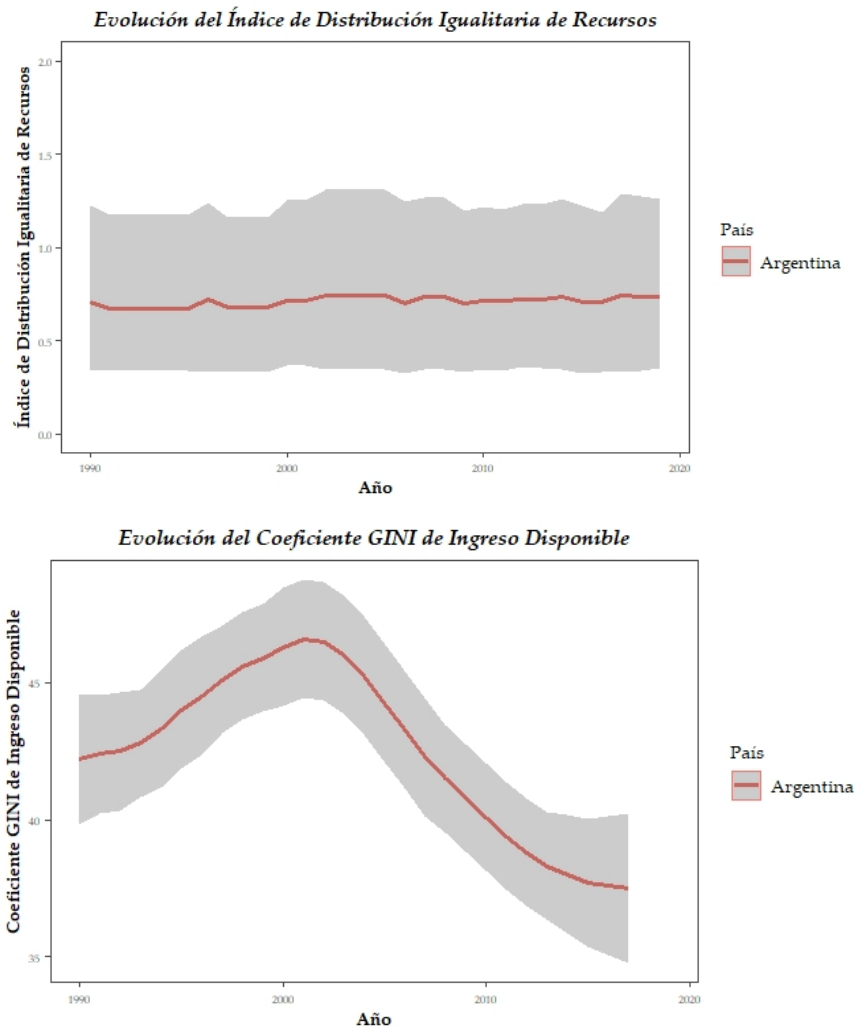 Evolución del Índice de Distribución Igualitaria de Recursos
Índice de Distribución Igualitaria de Recursos
2.0
1.5
1.0
0.5
0.0
1990
2000
2010
2020
Año
País
Argentina
Evolución del Coeficiente GINI de Ingreso Disponible
Coeficiente GINI de Ingreso Disponible
45
40
35
1990
2000
2010
2020
Año
País
Argentina